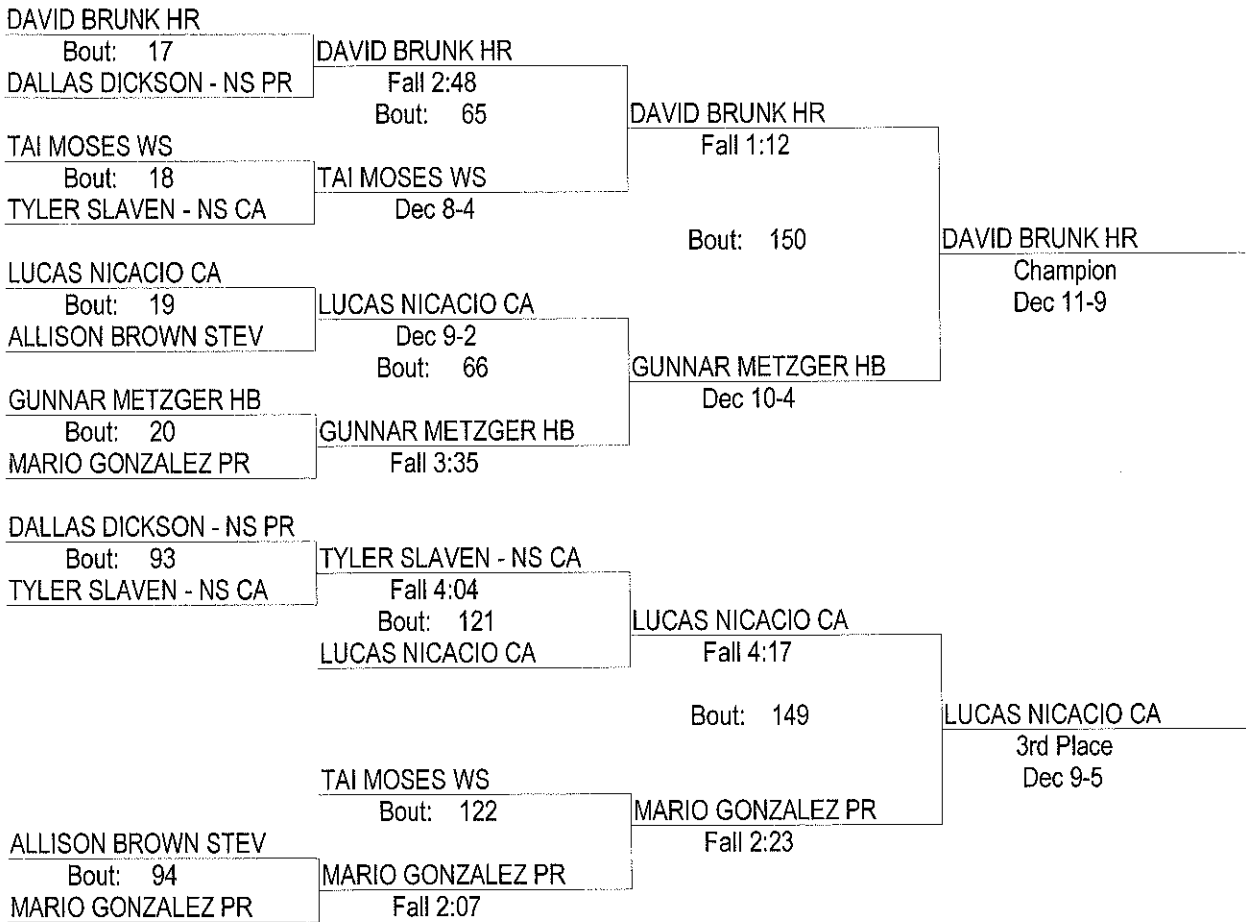 DAVID BRUNK HR
Bout: 17
DALLAS DICKSON - NS PR
DAVID BRUNK HR
Fall 2:48
Bout: 65
TAI MOSES WS
Bout: 18
TYLER SLAVEN - NS CA
TAI MOSES WS
Dec 8-4
DAVID BRUNK HR
Fall 1:12
Bout: 150
LUCAS NICACIO CA
Bout: 19
ALLISON BROWN STEV
LUCAS NICACIO CA
Dec 9-2
Bout: 66
GUNNAR METZGER HB
Bout: 20
MARIO GONZALEZ PR
GUNNAR METZGER HB
Fall 3:35
GUNNAR METZGER HB
Dec 10-4
DAVID BRUNK HR
Champion
Dec 11-9
DALLAS DICKSON - NS PR
Bout: 93
TYLER SLAVEN - NS CA
TYLER SLAVEN - NS CA
Fall 4:04
Bout: 121
LUCAS NICACIO CA
LUCAS NICACIO CA
Fall 4:17
Bout: 149
TAI MOSES WS
Bout: 122
ALLISON BROWN STEV
Bout: 94
MARIO GONZALEZ PR
MARIO GONZALEZ PR
Fall 2:07
MARIO GONZALEZ PR
Fall 2:23
LUCAS NICACIO CA
3rd Place
Dec 9-5